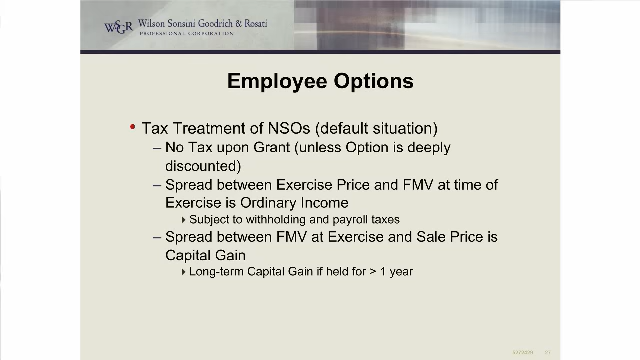 WSGR Wilson Sonsini Goodrich & Rosati
PROFESSIONAL CORPORATION
Employee Options
• Tax Treatment of NSOs (default situation)
– No Tax upon Grant (unless Option is deeply
discounted)
– Spread between Exercise Price and FMV at time of
Exercise is Ordinary Income
Subject to withholding and payroll taxes
– Spread between FMV at Exercise and Sale Price is
Capital Gain
Long-term Capital Gain if held for > 1 year